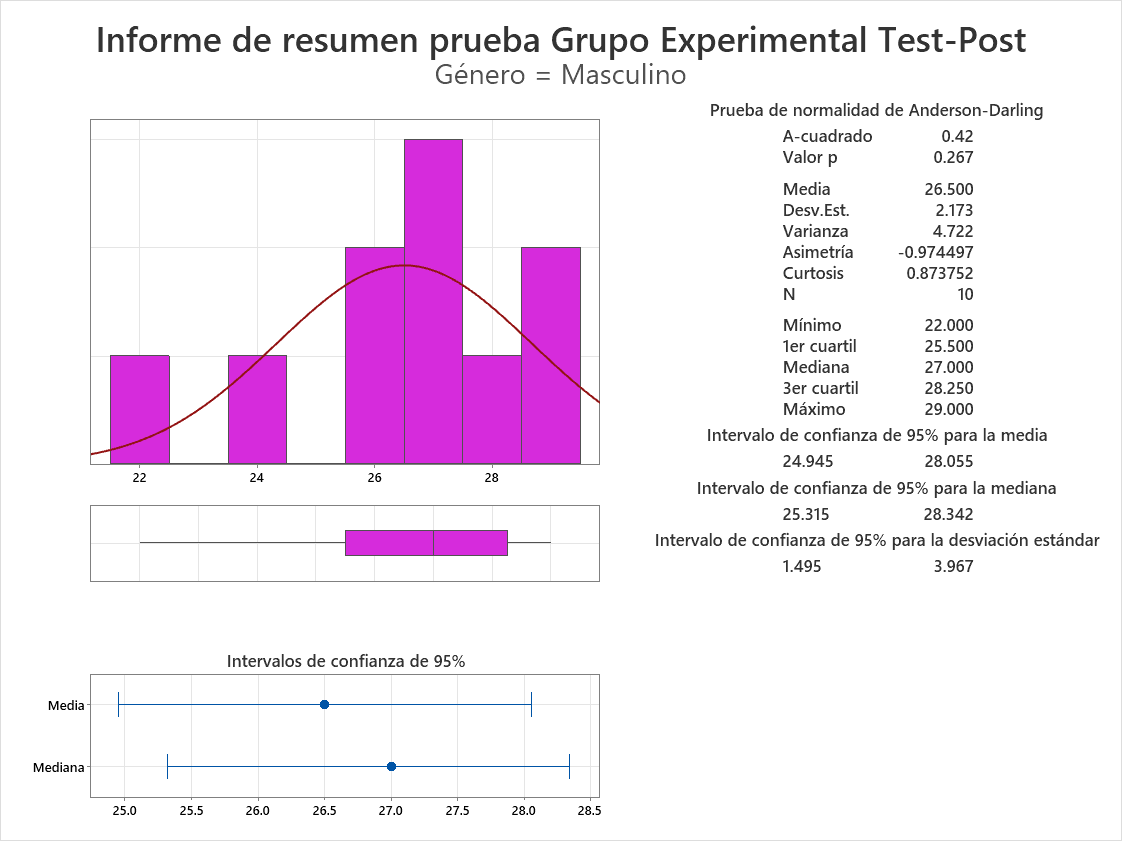 Informe de resumen prueba Grupo Experimental Test-Post
Género = Masculino
22 24 26 28
Intervalos de confianza de 95%
Media
Mediana
25.0 25.5 26.0 26.5 27.0 27.5 28.0 28.5
Prueba de normalidad de Anderson-Darling
A-cuadrado 0.42
Valor p 0.267
Media 26.500
Desv.Est. 2.173
Varianza 4.722
Asimetría -0.974497
Curtosis 0.873752
N 10
Mínimo 22.000
1er cuartil 25.500
Mediana 27.000
3er cuartil 28.250
Máximo 29.000
Intervalo de confianza de 95% para la media
24.945 28.055
Intervalo de confianza de 95% para la mediana
25.315 28.342
Intervalo de confianza de 95% para la desviación estándar
1.495 3.967